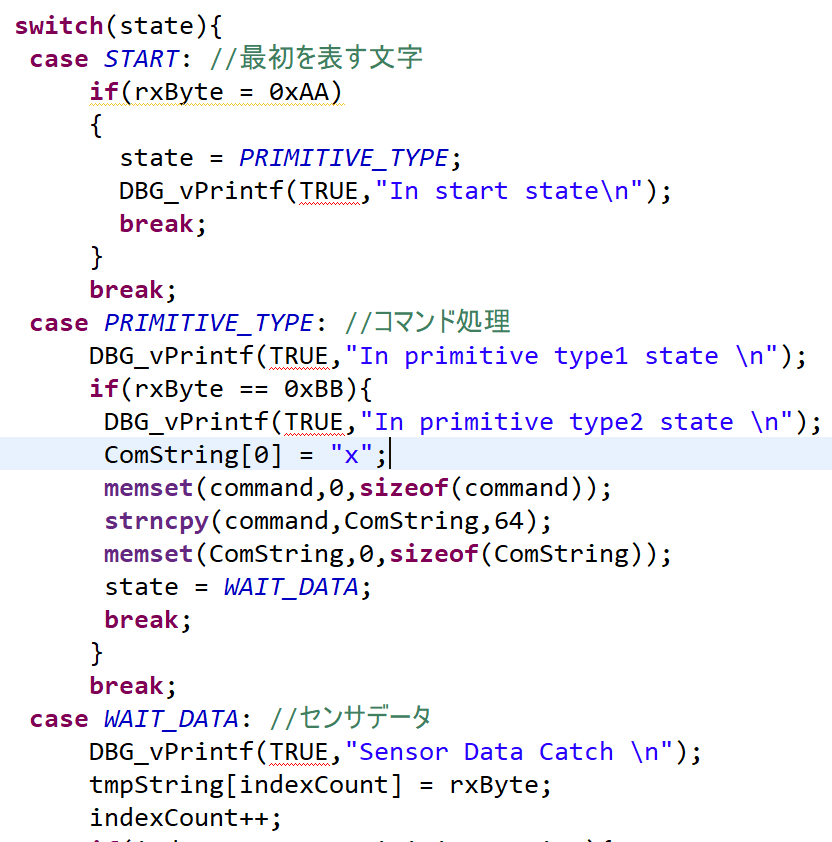 switch(state){
case START: //最初を表す文字
if(rxByte = 0xAA)
{
state = PRIMITIVE_TYPE;
DBG_vPrintf(TRUE,"In start state\n");
break;
}
break;
case PRIMITIVE_TYPE: //コマンド処理
DBG_vPrintf(TRUE,"In primitive type1 state \n");
if(rxByte == 0xBB){
DBG_vPrintf(TRUE,"In primitive type2 state \n");
ComString[0] = "x";
memset(command,0,sizeof(command));
strncpy(command,ComString,64);
memset(ComString,0,sizeof(ComString));
state = WAIT_DATA;
break;
}
break;
case WAIT_DATA: //センサデータ
DBG_vPrintf(TRUE,"Sensor Data Catch \n");
tmpString[indexCount] = rxByte;
indexCount++;